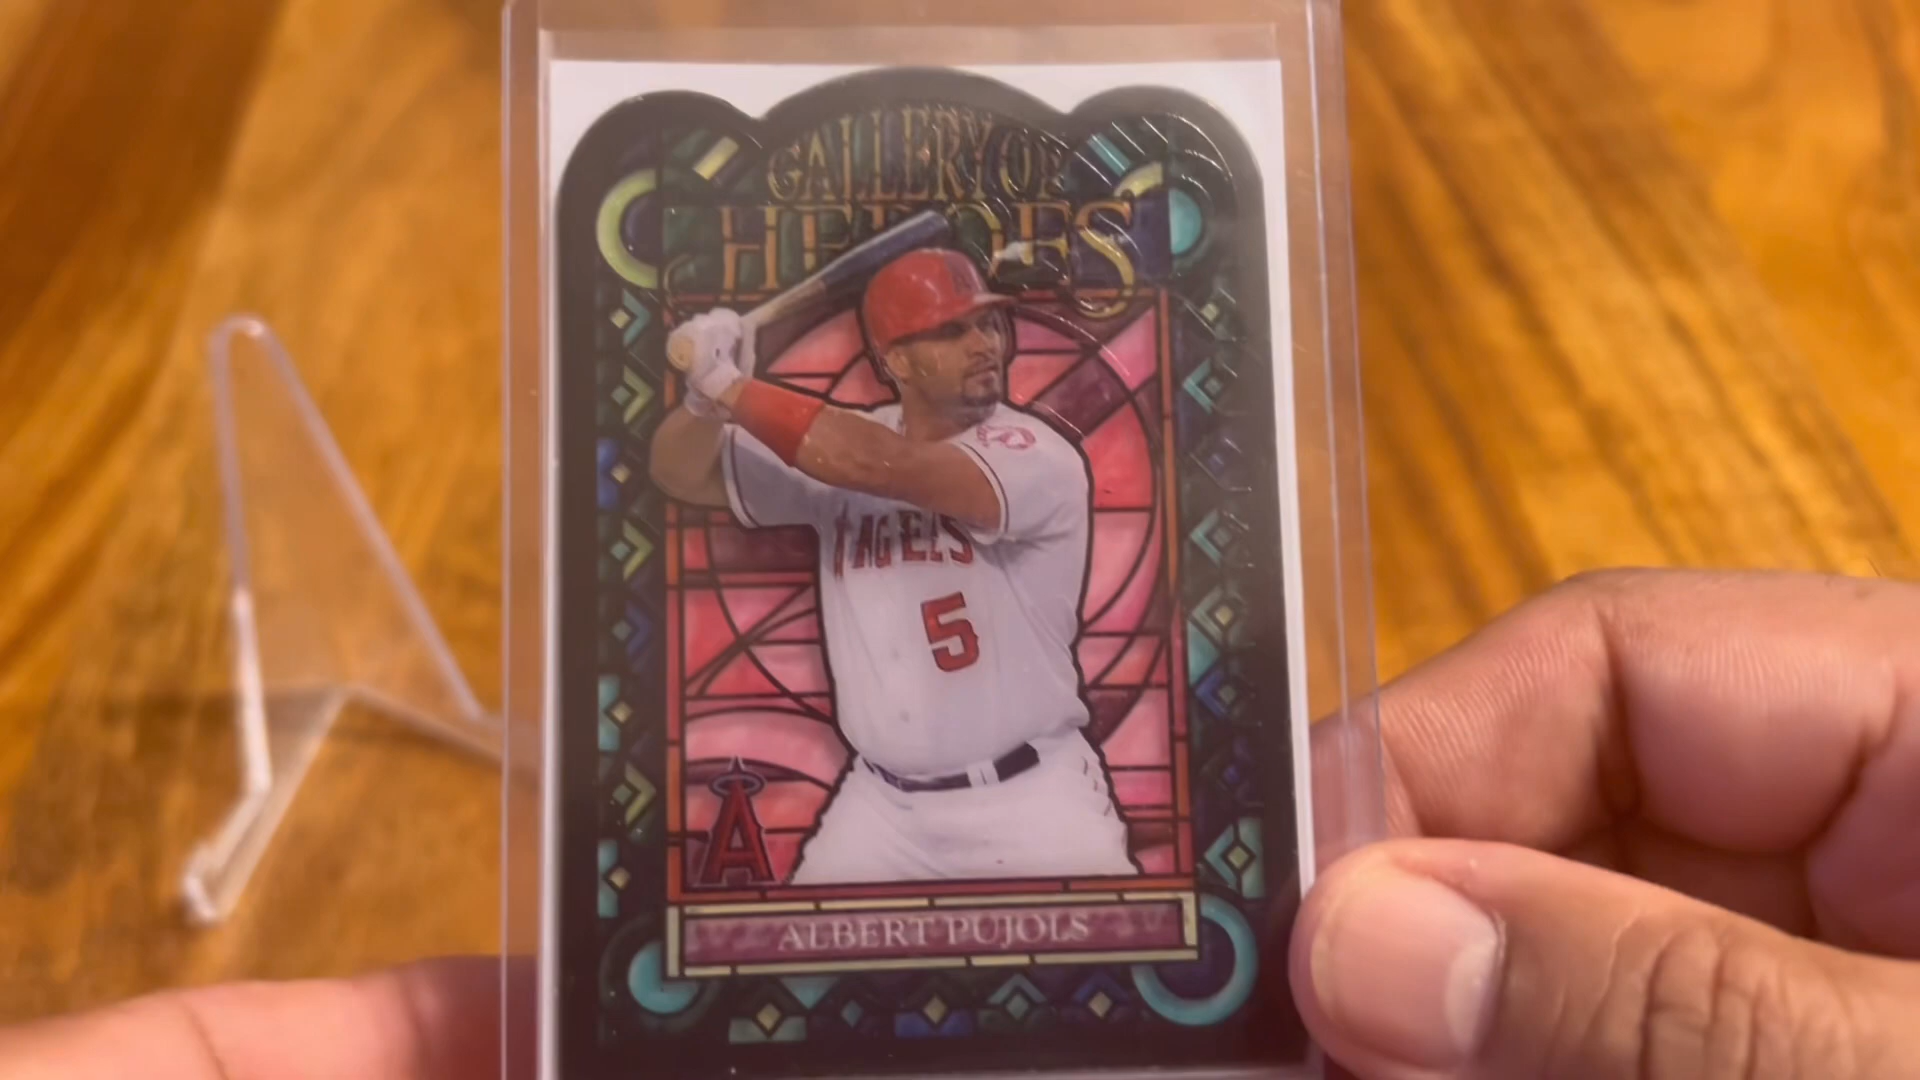 GALLERY OF
HEROES
ANGELS
5
A
ALBERT PUJOLS